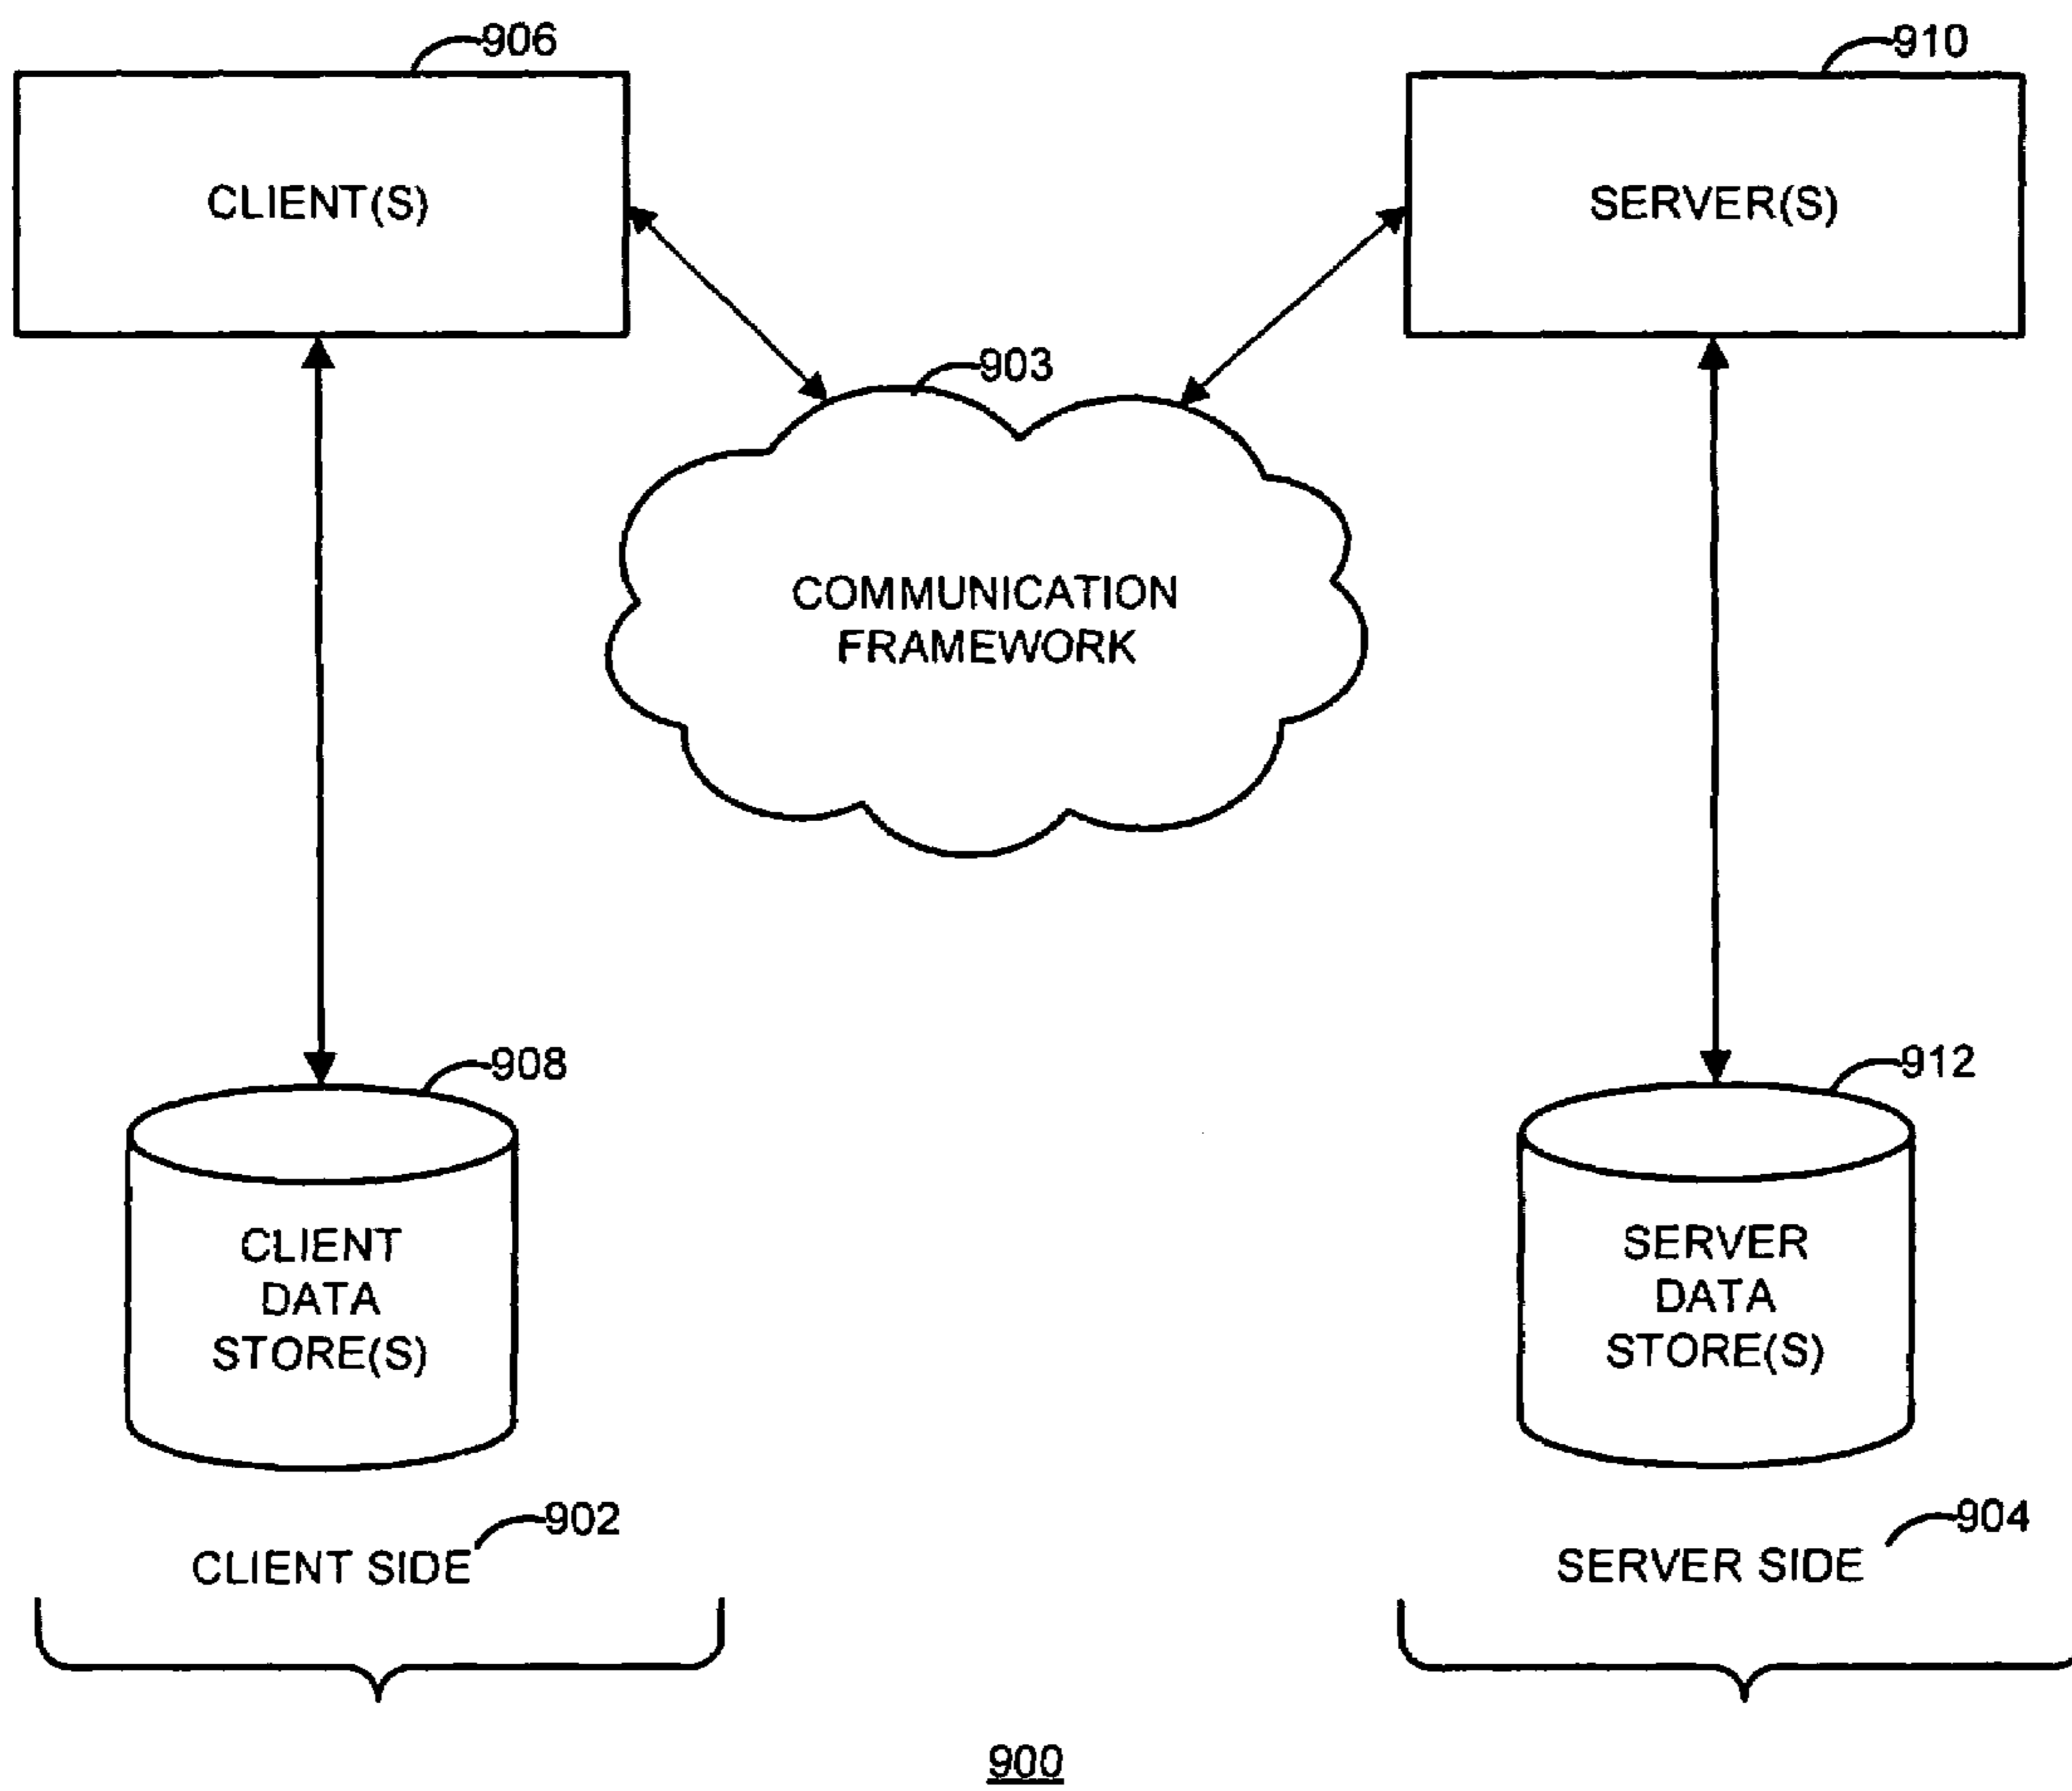 906
910
CLIENT(S)
SERVER(S)
903
COMMUNICATION
FRAMEWORK
908
912
CLIENT
DATA
STORE(S)
SERVER
DATA
STORE(S)
902
904
CLIENT SIDE
SERVER SIDE
900